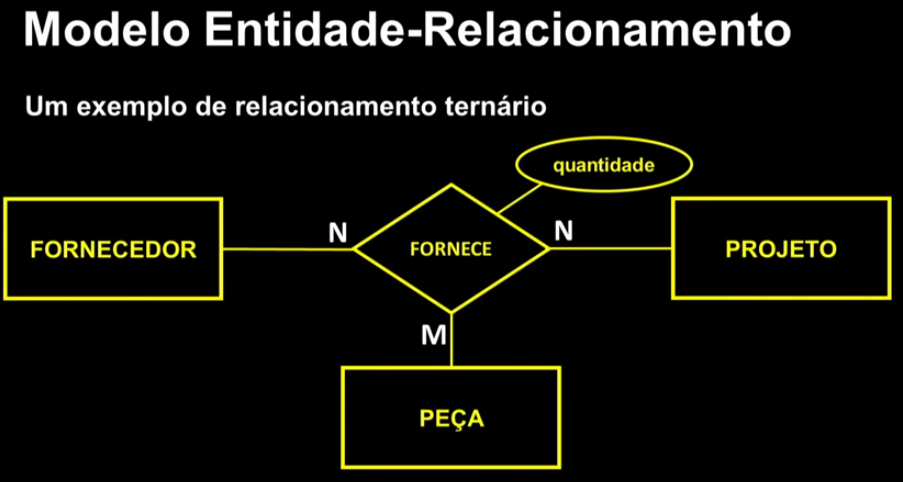 Modelo Entidade-Relacionamento
Um exemplo de relacionamento ternário
quantidade
FORNECEDOR
N
FORNECE
N
PROJETO
M
PEÇA